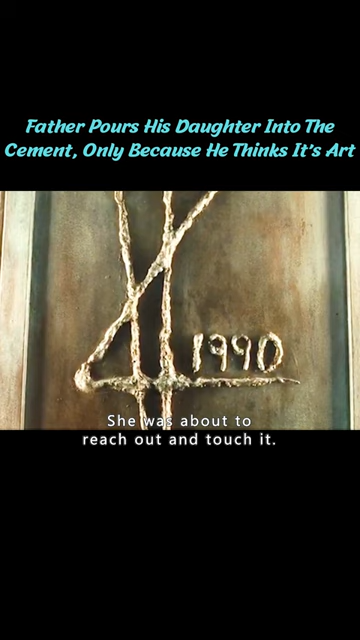 Father Pours His Daughter Into The
Cement, Only Because He Thinks It's Art
1990
She was about to
reach out and touch it.